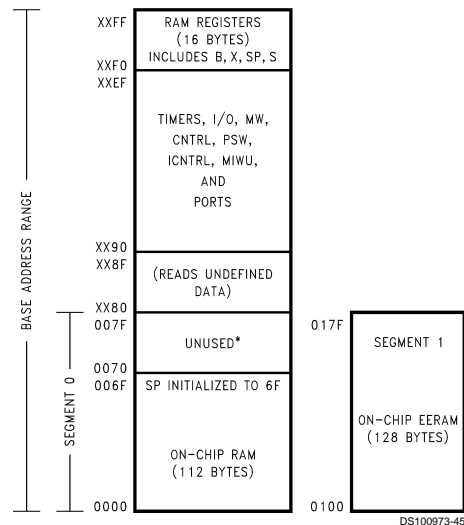 XXFF
RAM REGISTERS
(16 BYTES)
INCLUDES B, X, SP, S
XXF0
XXEF
TIMERS, I/O, MW,
CNTRL, PSW,
ICNTRL, MIWU,
AND
PORTS
BASE ADDRESS RANGE
XX90
XX8F
(READS UNDEFINED
DATA)
XX80
007F
UNUSED*
0070
006F
SP INITIALIZED TO 6F
SEGMENT 0
ON-CHIP RAM
(112 BYTES)
0000
017F
SEGMENT 1
ON-CHIP EERAM
(128 BYTES)
0100
DS100973-45